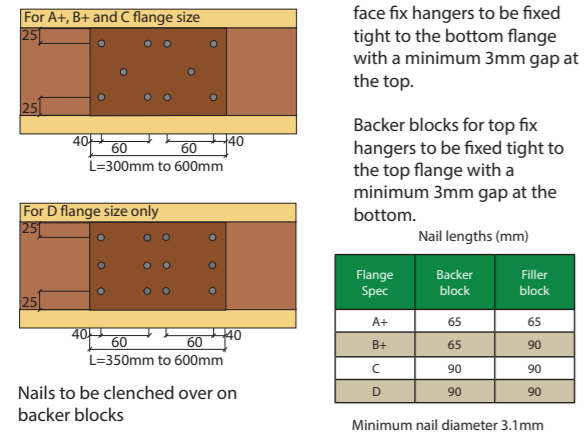 For A+, B+ and C flange size
25
25
40
60
60
40
L=300mm to 600mm
For D flange size only
25
25
40
60
60
40
L=350mm to 600mm
Nails to be clenched over on
backer blocks
face fix hangers to be fixed
tight to the bottom flange
with a minimum 3mm gap at
the top.
Backer blocks for top fix
hangers to be fixed tight to
the top flange with a
minimum 3mm gap at the
bottom.
Nail lengths (mm)
Flange Spec Backer block Filler block
A+ 65 65
B+ 65 90
C 90 90
D 90 90
Minimum nail diameter 3.1mm